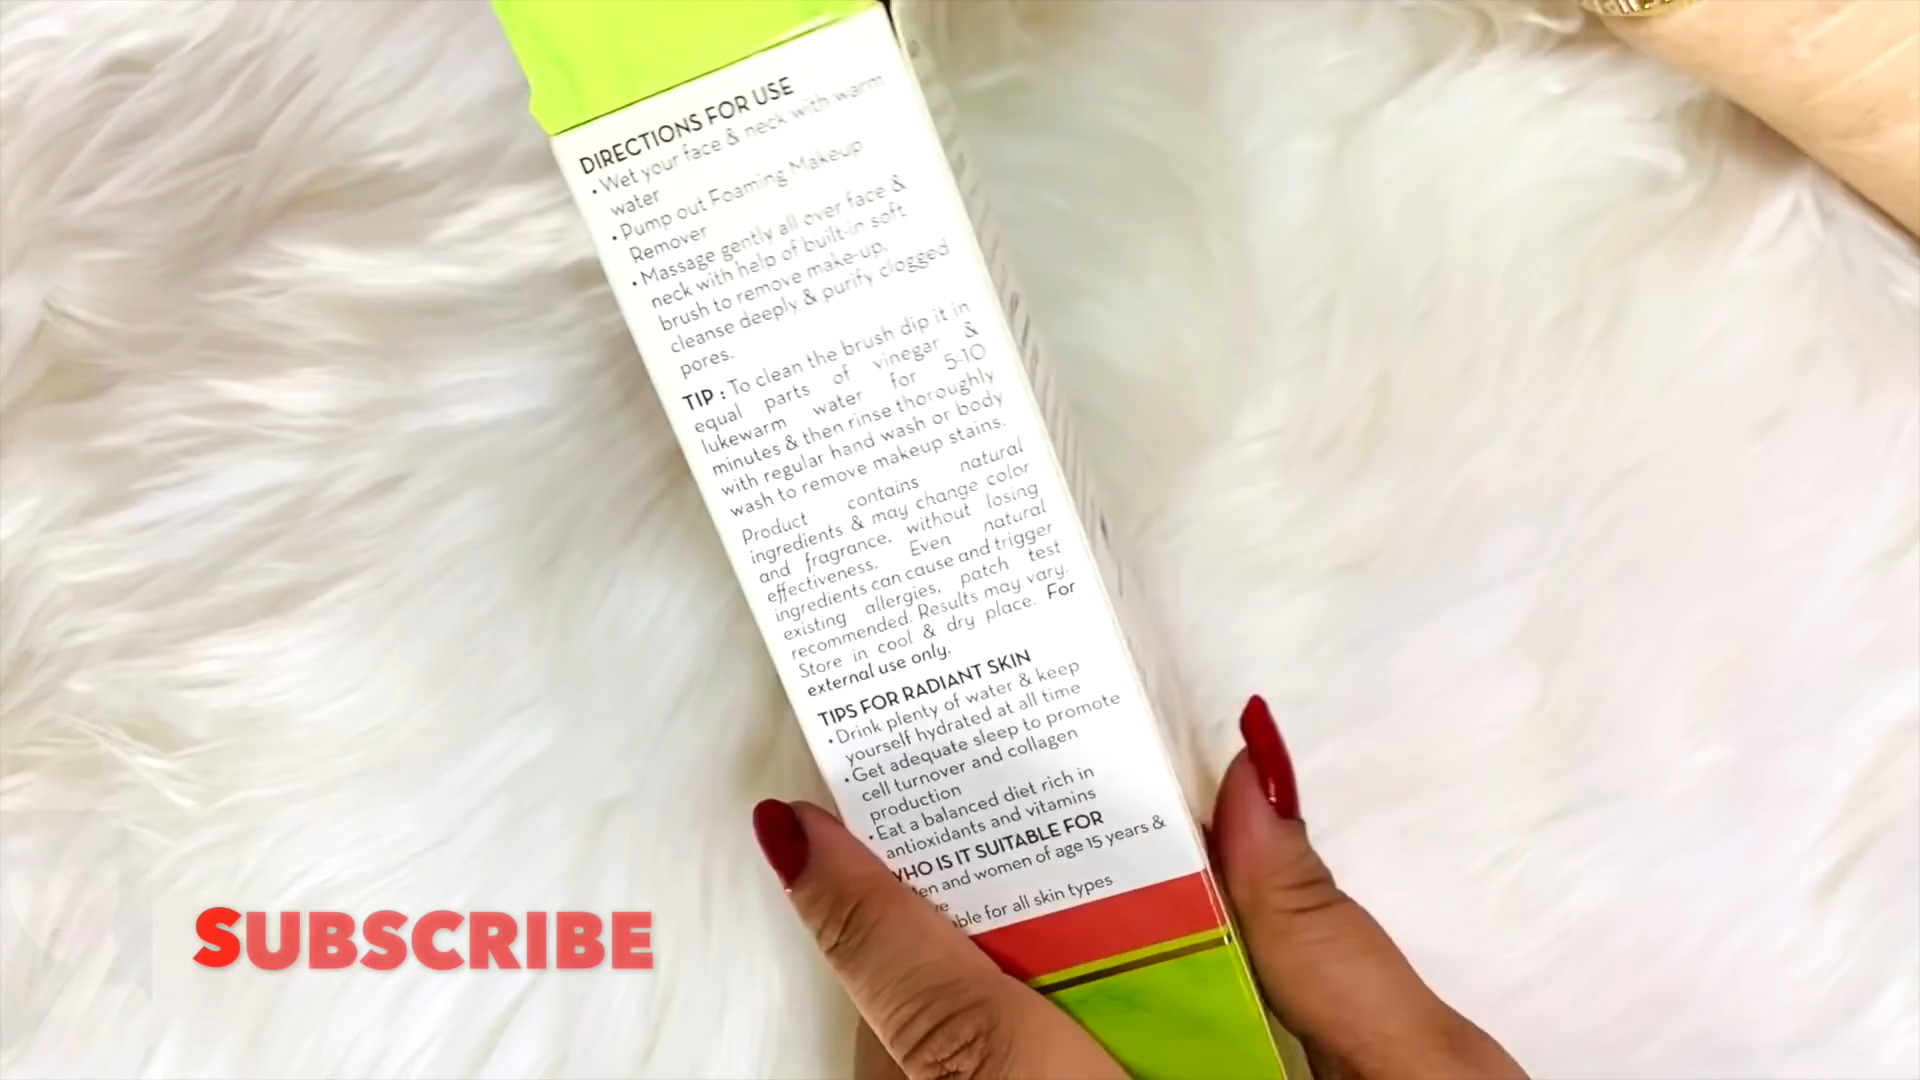 DIRECTIONS FOR USE
• Wet your face & neck with warm
water
• Pump out Foaming Makeup
Remover
• Massage gently all over face &
neck with help of built-in soft
brush to remove make-up,
cleanse deeply & purify clogged
pores.
TIP : To clean the brush dip it in
equal parts of vinegar &
lukewarm water for 5-10
minutes & then rinse thoroughly
with regular hand wash or body
wash to remove makeup stains.
Product contains natural
ingredients & may change color
and fragrance, without losing
effectiveness. Even natural
ingredients can cause and trigger
existing allergies, patch test
recommended. Results may vary.
Store in cool & dry place. For
external use only.
TIPS FOR RADIANT SKIN
• Drink plenty of water & keep
yourself hydrated at all time
• Get adequate sleep to promote
cell turnover and collagen
production
• Eat a balanced diet rich in
antioxidants and vitamins
WHO IS IT SUITABLE FOR
and women of age 15 years &
for all skin types
SUBSCRIBE